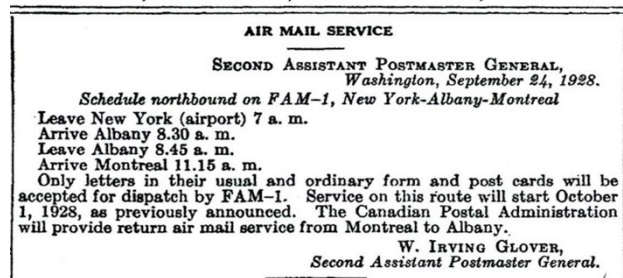 AIR MAIL SERVICE
SECOND ASSISTANT POSTMASTER GENERAL,
Washington, September 24, 1928.
Schedule northbound on FAM-1, New York-Albany-Montreal
Leave New York (airport) 7 a. m.
Arrive Albany 8.30 a. m.
Leave Albany 8.45 a. m.
Arrive Montreal 11.15 a. m.
Only letters in their usual and ordinary form and post cards will be
accepted for dispatch by FAM-1. Service on this route will start October
1, 1928, as previously announced. The Canadian Postal Administration
will provide return air mail service from Montreal to Albany.
W. IRVING GLOVER,
Second Assistant Postmaster General.